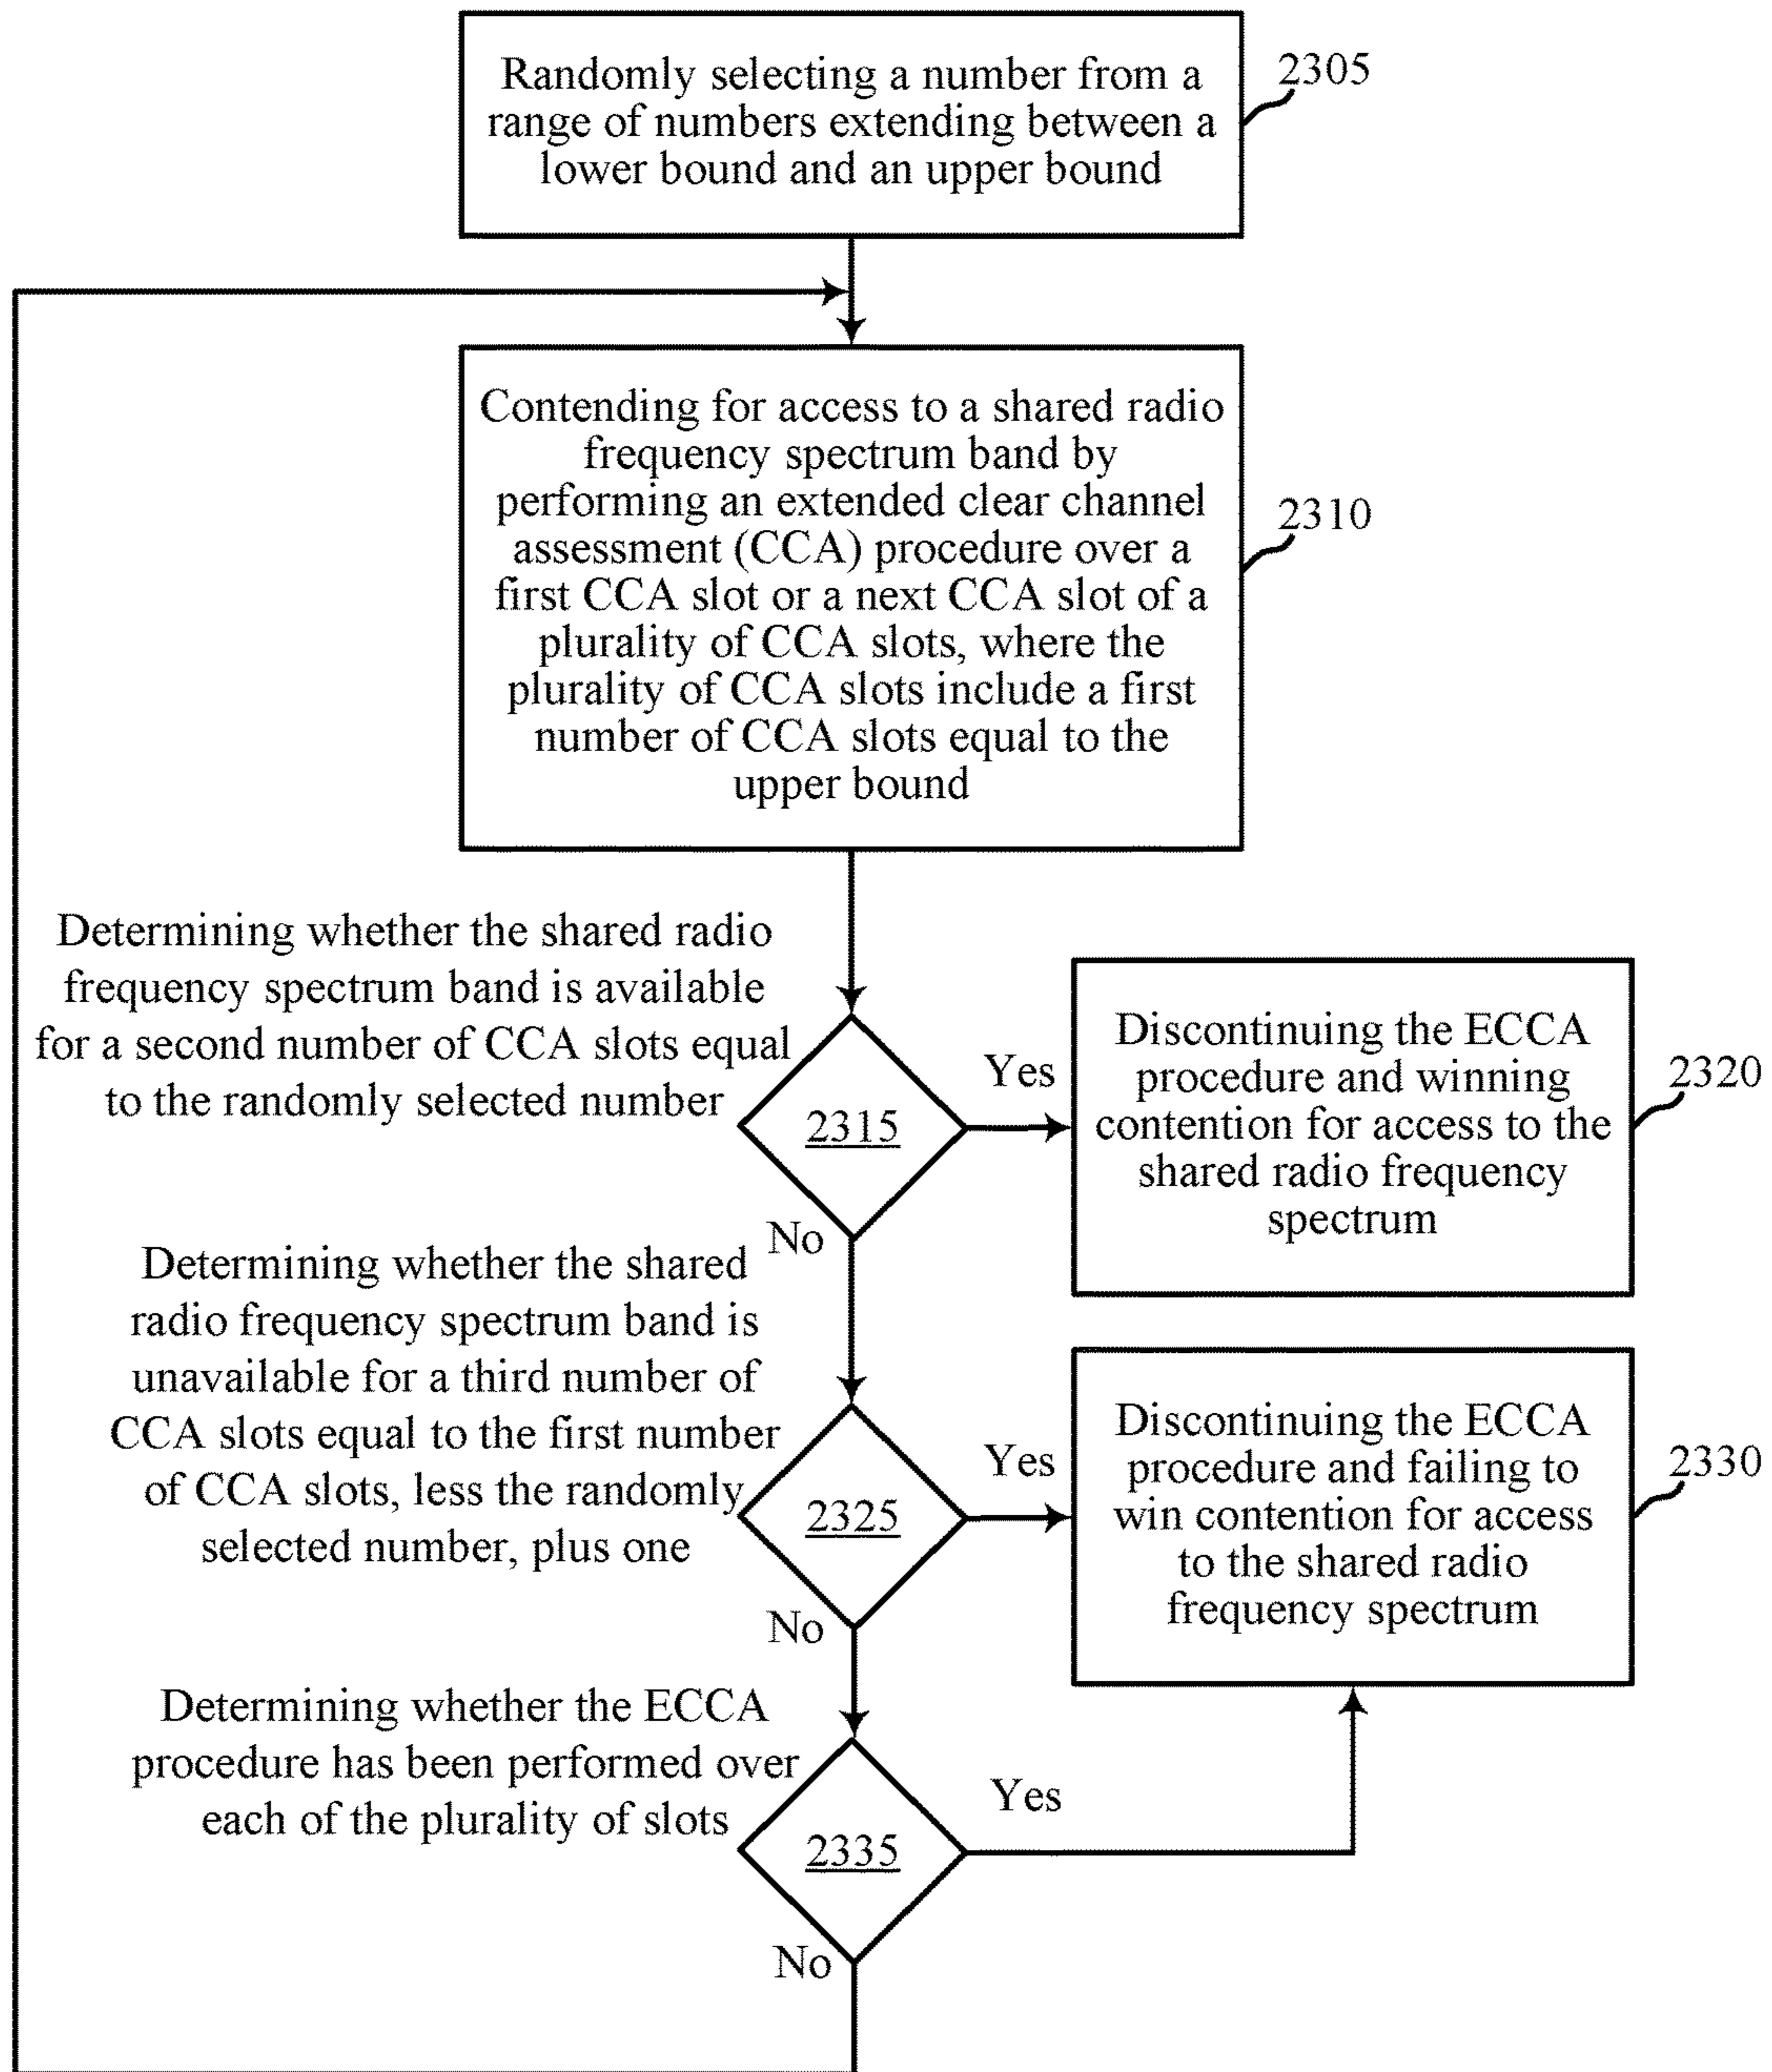 Randomly selecting a number from a
range of numbers extending between a
lower bound and an upper bound
2305
Contending for access to a shared radio
frequency spectrum band by
performing an extended clear channel
assessment (CCA) procedure over a
first CCA slot or a next CCA slot of a
plurality of CCA slots, where the
plurality of CCA slots include a first
number of CCA slots equal to the
upper bound
2310
Determining whether the shared radio
frequency spectrum band is available
for a second number of CCA slots equal
to the randomly selected number
2315
Yes
No
Discontinuing the ECCA
procedure and winning
contention for access to the
shared radio frequency
spectrum
2320
Determining whether the shared
radio frequency spectrum band is
unavailable for a third number of
CCA slots equal to the first number
of CCA slots, less the randomly
selected number, plus one
2325
Yes
No
Discontinuing the ECCA
procedure and failing to
win contention for access
to the shared radio
frequency spectrum
2330
Determining whether the ECCA
procedure has been performed over
each of the plurality of slots
2335
Yes
No